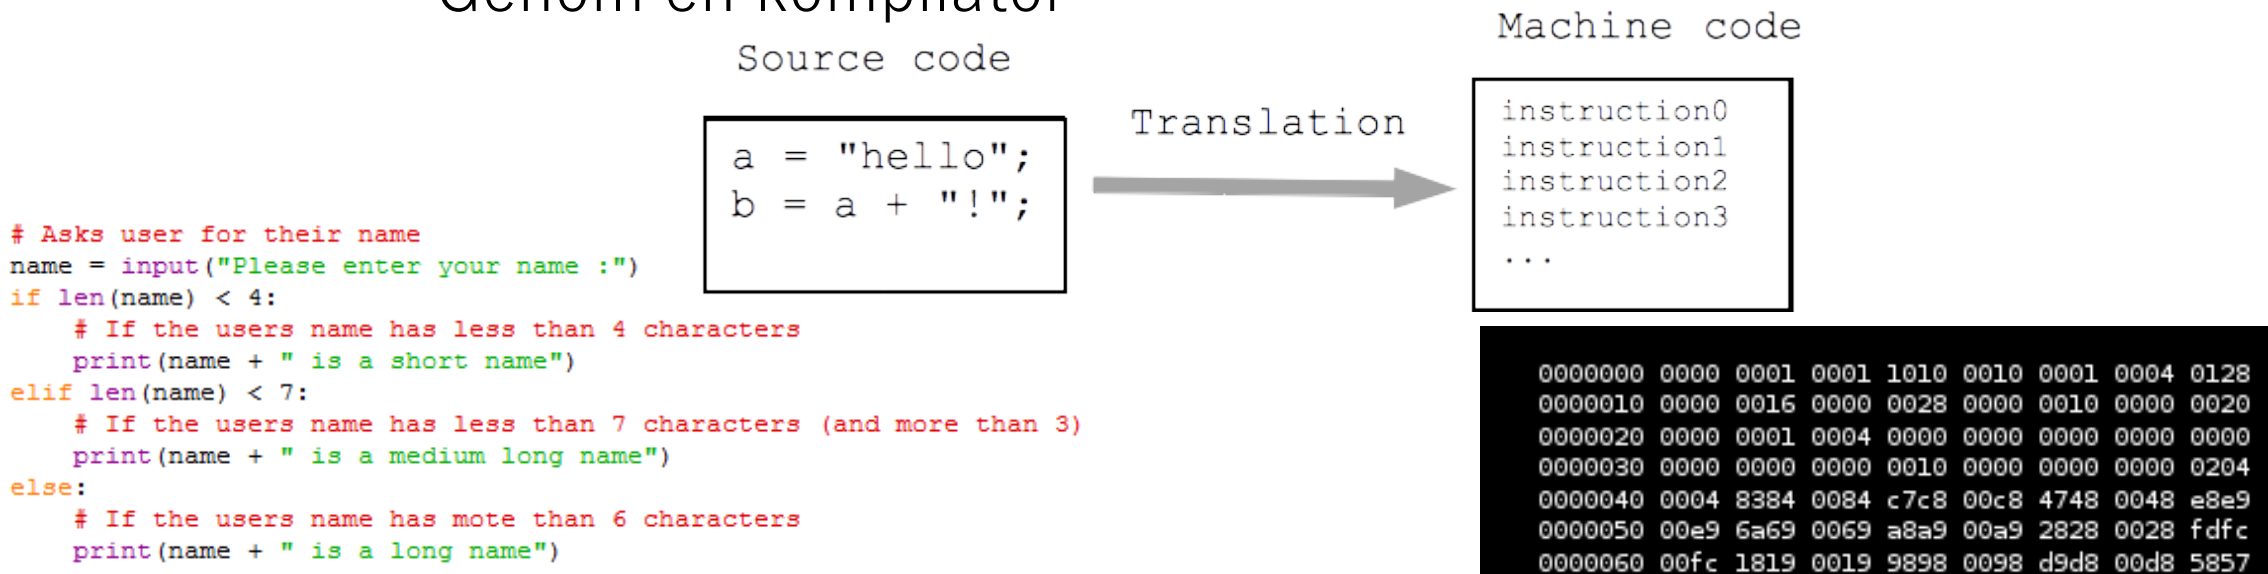 Genom en kompilator
Source code
a = "hello";
b = a + "!";
Translation
Machine code
instruction0
instruction1
instruction2
instruction3
...
# Asks user for their name
name = input("Please enter your name :")
if len(name) < 4:
    # If the users name has less than 4 characters
    print(name + " is a short name")
elif len(name) < 7:
    # If the users name has less than 7 characters (and more than 3)
    print(name + " is a medium long name")
else:
    # If the users name has mote than 6 characters
    print(name + " is a long name")
0000000 0000 0001 0001 1010 0010 0001 0004 0128
0000010 0000 0016 0000 0028 0000 0010 0000 0020
0000020 0000 0001 0004 0000 0000 0000 0000 0000
0000030 0000 0000 0000 0010 0000 0000 0000 0204
0000040 0004 8384 0084 c7c8 00c8 4748 0048 e8e9
0000050 00e9 6a69 0069 a8a9 00a9 2828 0028 fdfc
0000060 00fc 1819 0019 9898 0098 d9d8 00d8 5857